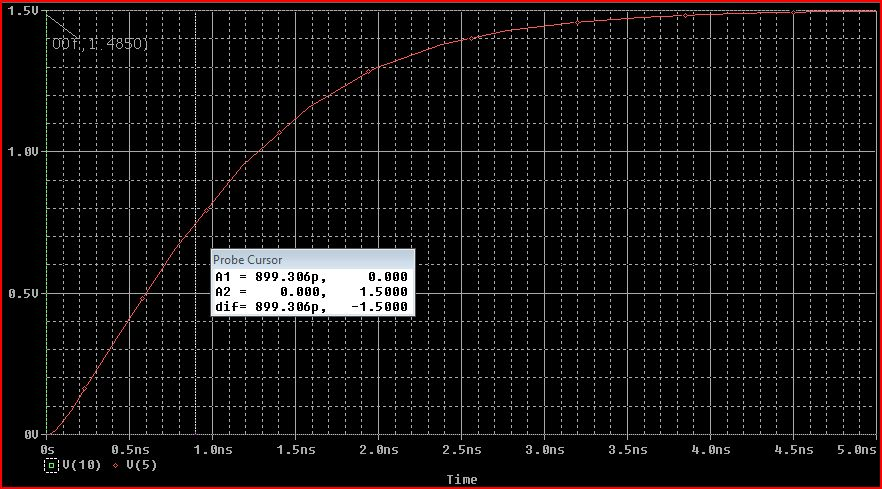 1.5V
00f,1.4850)
1.0V
Probe Cursor
A1 = 899.306p, 0.000
A2 = 0.000, 1.5000
dif= 899.306p, -1.5000
0.5V
0V
0s 0.5ns 1.0ns 1.5ns 2.0ns 2.5ns 3.0ns 3.5ns 4.0ns 4.5ns 5.0ns
V(10) V(5)
Time